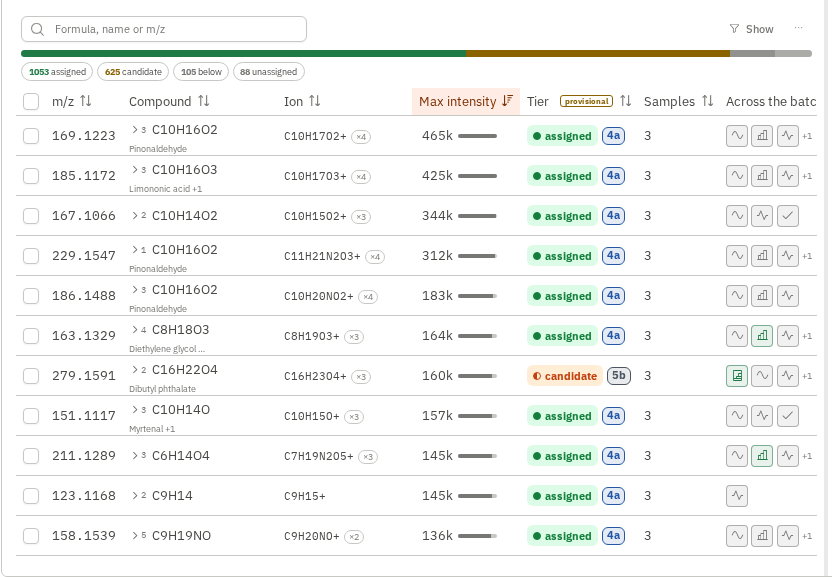 Formula, name or m/z
Show ...
1053 assigned 625 candidate 105 below 88 unassigned
m/z Compound Ion Max intensity Tier provisional Samples Across the batc
169.1223 3 C10H16O2 C10H17O2+ ×4 465k assigned 4a 3 +1
Pinonaldehyde
185.1172 3 C10H16O3 C10H17O3+ ×4 425k assigned 4a 3 +1
Limononic acid +1
167.1066 2 C10H14O2 C10H15O2+ ×3 344k assigned 4a 3
229.1547 1 C10H16O2 C11H21N2O3+ ×4 312k assigned 4a 3 +1
Pinonaldehyde
186.1488 3 C10H16O2 C10H20NO2+ ×4 183k assigned 4a 3
Pinonaldehyde
163.1329 4 C8H18O3 C8H19O3+ ×3 164k assigned 4a 3 +1
Diethylene glycol ...
279.1591 2 C16H22O4 C16H23O4+ ×3 160k candidate 5b 3 +1
Dibutyl phthalate
151.1117 3 C10H14O C10H15O+ ×3 157k assigned 4a 3
Myrtenal +1
211.1289 3 C6H14O4 C7H19N2O5+ ×3 145k assigned 4a 3 +1
123.1168 2 C9H14 C9H15+ 145k assigned 4a 3
158.1539 5 C9H19NO C9H20NO+ ×2 136k assigned 4a 3 +1